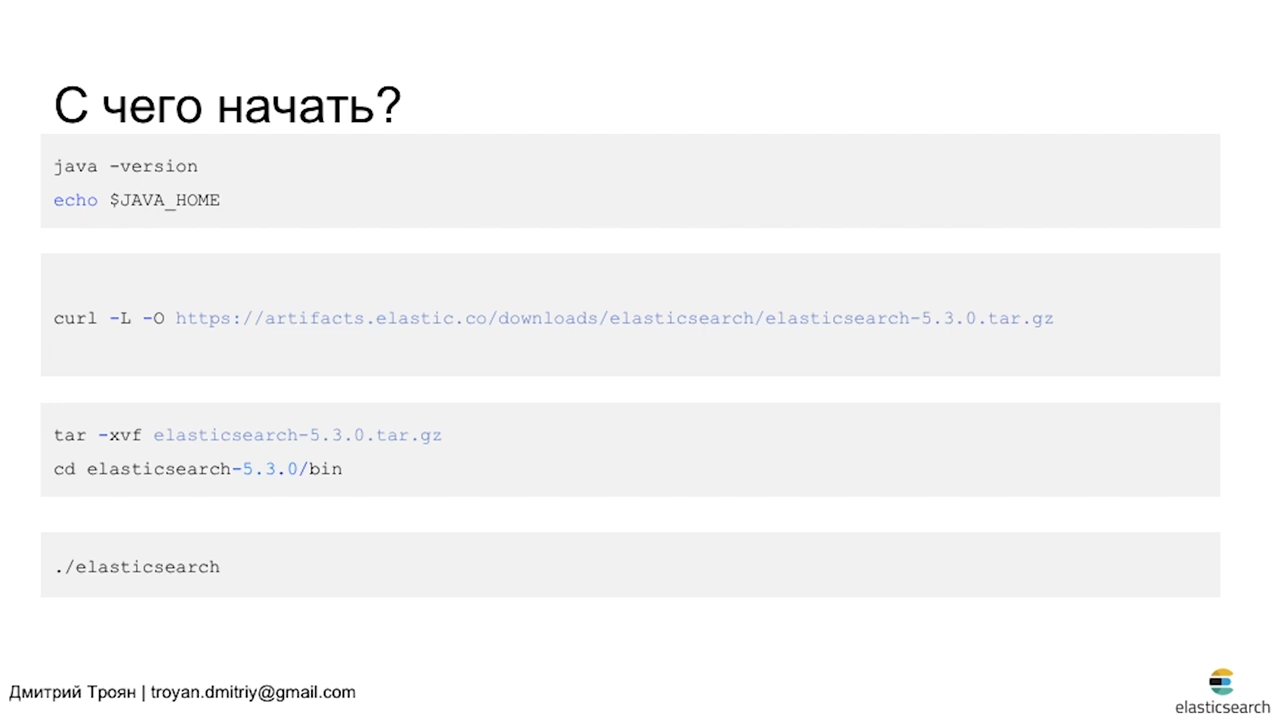 С чего начать?
java -version
echo $JAVA_HOME
curl -L -O https://artifacts.elastic.co/downloads/elasticsearch/elasticsearch-5.3.0.tar.gz
tar -xvf elasticsearch-5.3.0.tar.gz
cd elasticsearch-5.3.0/bin
./elasticsearch
Дмитрий Троян | troyan.dmitriy@gmail.com
elasticsearch